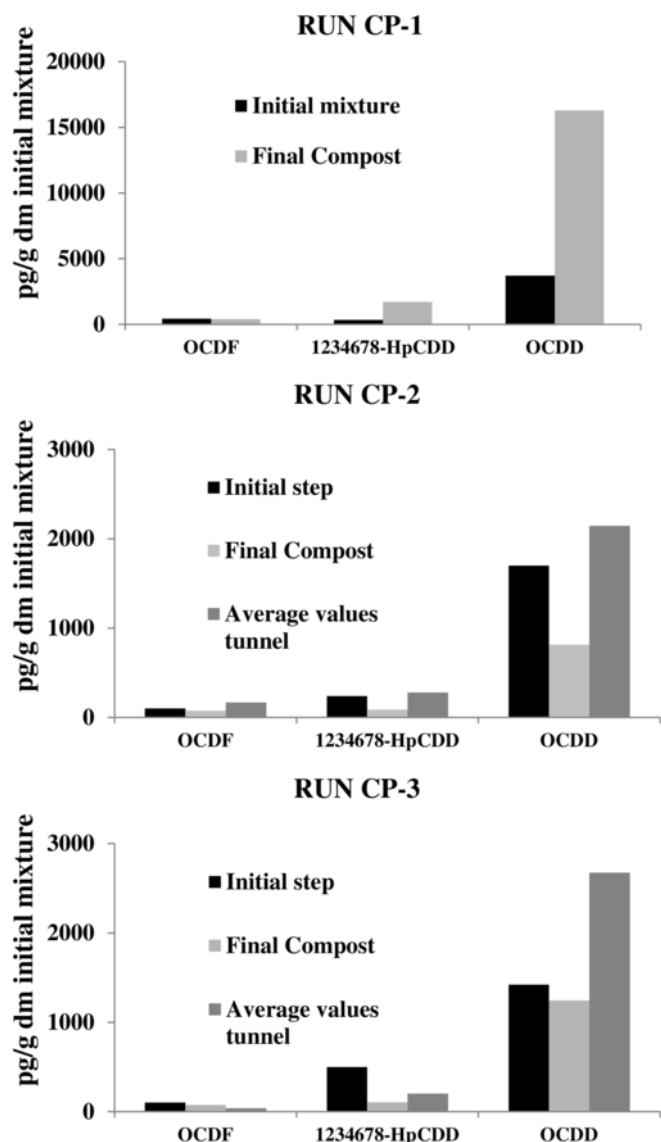 RUN CP-1
20000
15000
10000
5000
0
pg/g dm initial mixture
Initial mixture
Final Compost
OCDF
1234678-HpCDD
OCDD
RUN CP-2
3000
2000
1000
0
pg/g dm initial mixture
Initial step
Final Compost
Average values
tunnel
OCDF
1234678-HpCDD
OCDD
RUN CP-3
3000
2000
1000
0
pg/g dm initial mixture
Initial step
Final Compost
Average values
tunnel
OCDF
1234678-HpCDD
OCDD